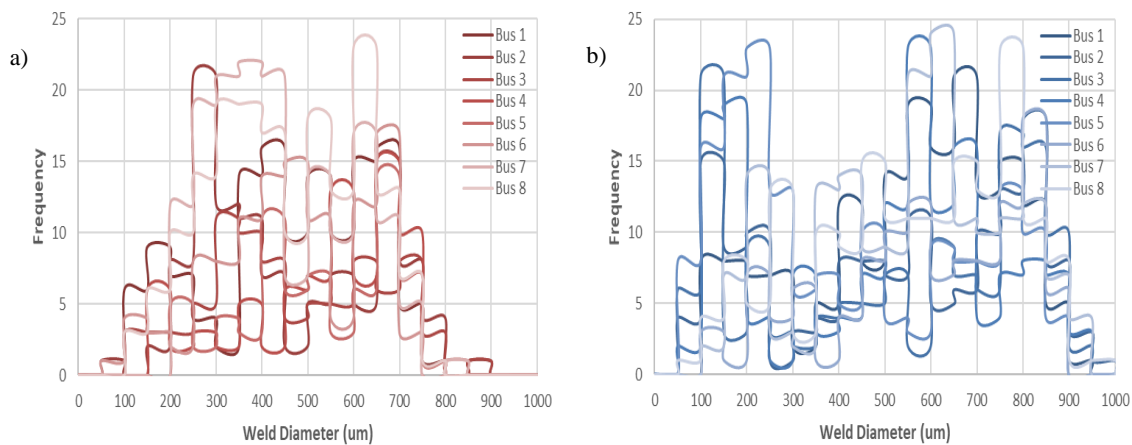 a)
Frequency
25
20
15
10
5
0
0 100 200 300 400 500 600 700 800 900 1000
Weld Diameter (um)
Bus 1
Bus 2
Bus 3
Bus 4
Bus 5
Bus 6
Bus 7
Bus 8
b)
Frequency
25
20
15
10
5
0
0 100 200 300 400 500 600 700 800 900 1000
Weld Diameter (um)
Bus 1
Bus 2
Bus 3
Bus 4
Bus 5
Bus 6
Bus 7
Bus 8